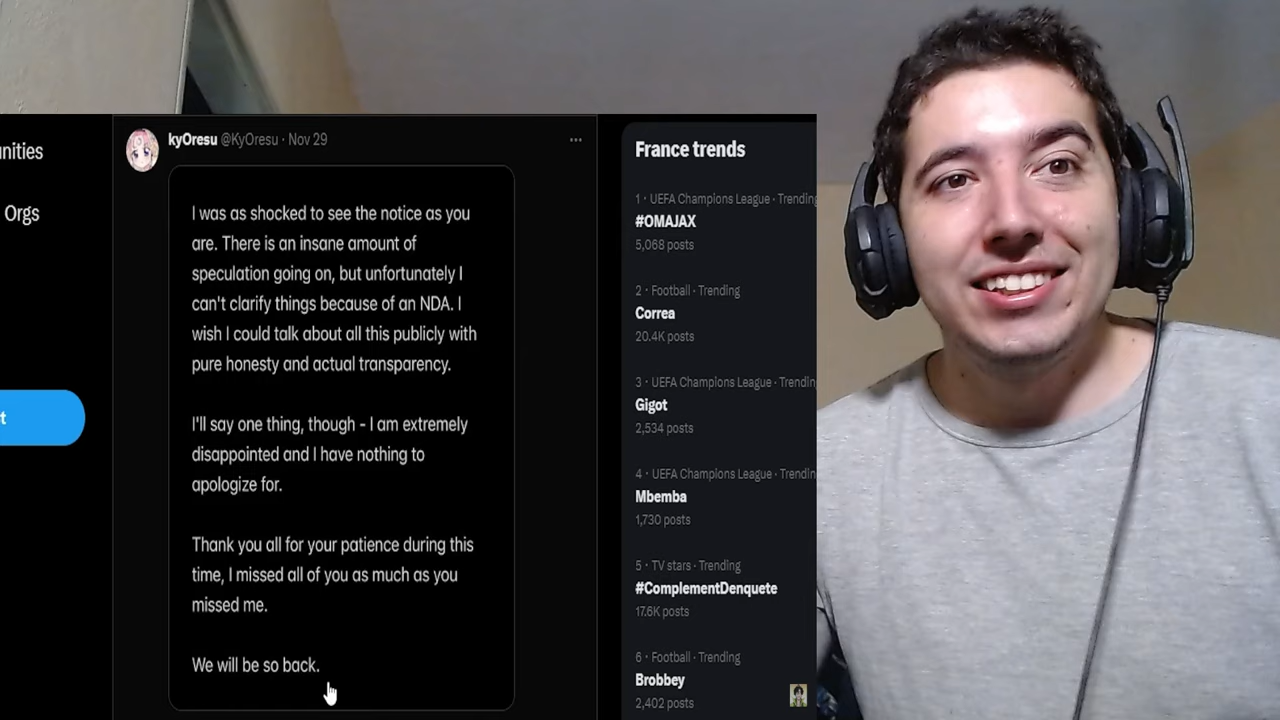 unities
Orgs
t
kyOresu @KyOresu · Nov 29
I was as shocked to see the notice as you
are. There is an insane amount of
speculation going on, but unfortunately I
can't clarify things because of an NDA. I
wish I could talk about all this publicly with
pure honesty and actual transparency.
I'll say one thing, though - I am extremely
disappointed and I have nothing to
apologize for.
Thank you all for your patience during this
time, I missed all of you as much as you
missed me.
We will be so back.
France trends
1 · UEFA Champions League · Trending
#OMAJAX
5,068 posts
2 · Football · Trending
Correa
20.4K posts
3 · UEFA Champions League · Trendin
Gigot
2,534 posts
4 · UEFA Champions League · Trendin
Mbemba
1,730 posts
5 · TV stars · Trending
#ComplementDenquete
17.6K posts
6 · Football · Trending
Brobbey
2,402 posts